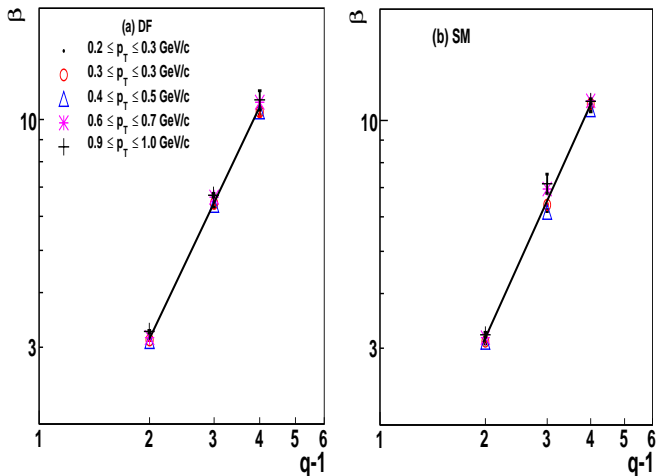 β
(a) DF
0.2 ≤ p_T ≤ 0.3 GeV/c
0.3 ≤ p_T ≤ 0.3 GeV/c
0.4 ≤ p_T ≤ 0.5 GeV/c
0.6 ≤ p_T ≤ 0.7 GeV/c
0.9 ≤ p_T ≤ 1.0 GeV/c
10
3
1 2 3 4 5 6
q-1
β
(b) SM
10
3
1 2 3 4 5 6
q-1